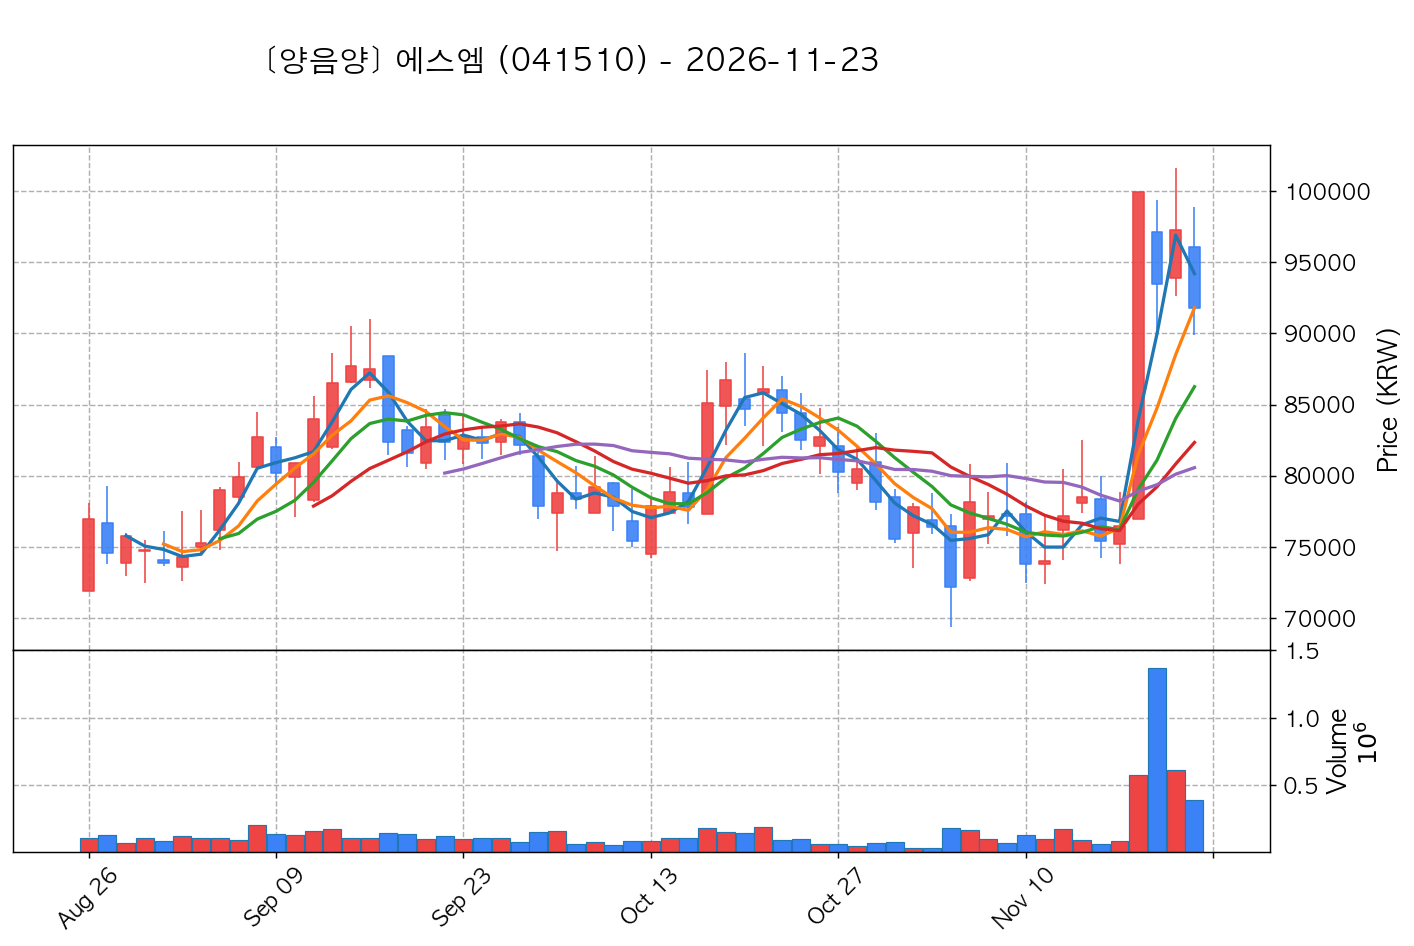 〔양음양〕 에스엠 (041510) - 2026-11-23
100000
95000
90000
85000
80000
75000
70000
Price (KRW)
1.5
1.0
0.5
Volume
10⁶
Aug 26
Sep 09
Sep 23
Oct 13
Oct 27
Nov 10